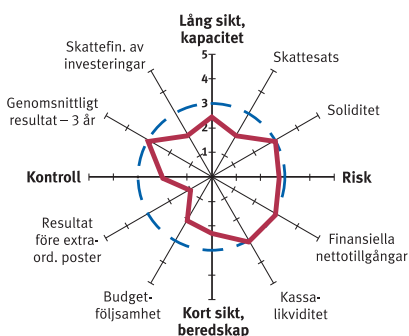 Lång sikt,
kapacitet
Skattefin. av
investeringar
Skattesats
Genomsnittligt
resultat – 3 år
Soliditet
5
4
3
2
1
Kontroll
Risk
Resultat
före extra-
ord. poster
Finansiella
nettotillgångar
Budget-
följsamhet
Kassa-
likviditet
Kort sikt,
beredskap